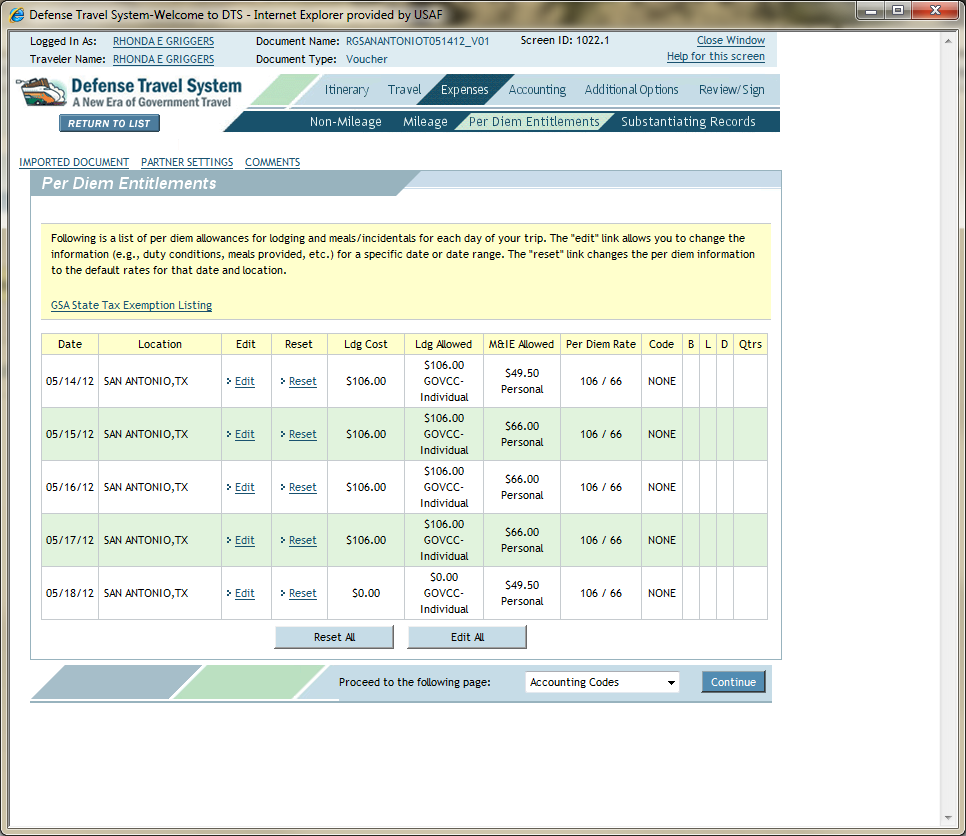 Defense Travel System-Welcome to DTS - Internet Explorer provided by USAF
Logged In As: RHONDA E GRIGGERS Document Name: RGSANANTONIOT051412_V01 Screen ID: 1022.1 Close Window
Traveler Name: RHONDA E GRIGGERS Document Type: Voucher Help for this screen
Defense Travel System
A New Era of Government Travel
RETURN TO LIST
Itinerary Travel Expenses Accounting Additional Options Review/Sign
Non-Mileage Mileage Per Diem Entitlements Substantiating Records
IMPORTED DOCUMENT PARTNER SETTINGS COMMENTS
Per Diem Entitlements
Following is a list of per diem allowances for lodging and meals/incidentals for each day of your trip. The "edit" link allows you to change the
information (e.g., duty conditions, meals provided, etc.) for a specific date or date range. The "reset" link changes the per diem information
to the default rates for that date and location.
GSA State Tax Exemption Listing
Date Location Edit Reset Ldg Cost Ldg Allowed M&IE Allowed Per Diem Rate Code B L D Qtrs
05/14/12 SAN ANTONIO,TX Edit Reset $106.00 $106.00 GOVCC-Individual $49.50 Personal 106 / 66 NONE
05/15/12 SAN ANTONIO,TX Edit Reset $106.00 $106.00 GOVCC-Individual $66.00 Personal 106 / 66 NONE
05/16/12 SAN ANTONIO,TX Edit Reset $106.00 $106.00 GOVCC-Individual $66.00 Personal 106 / 66 NONE
05/17/12 SAN ANTONIO,TX Edit Reset $106.00 $106.00 GOVCC-Individual $66.00 Personal 106 / 66 NONE
05/18/12 SAN ANTONIO,TX Edit Reset $0.00 $0.00 GOVCC-Individual $49.50 Personal 106 / 66 NONE
Reset All Edit All
Proceed to the following page: Accounting Codes Continue